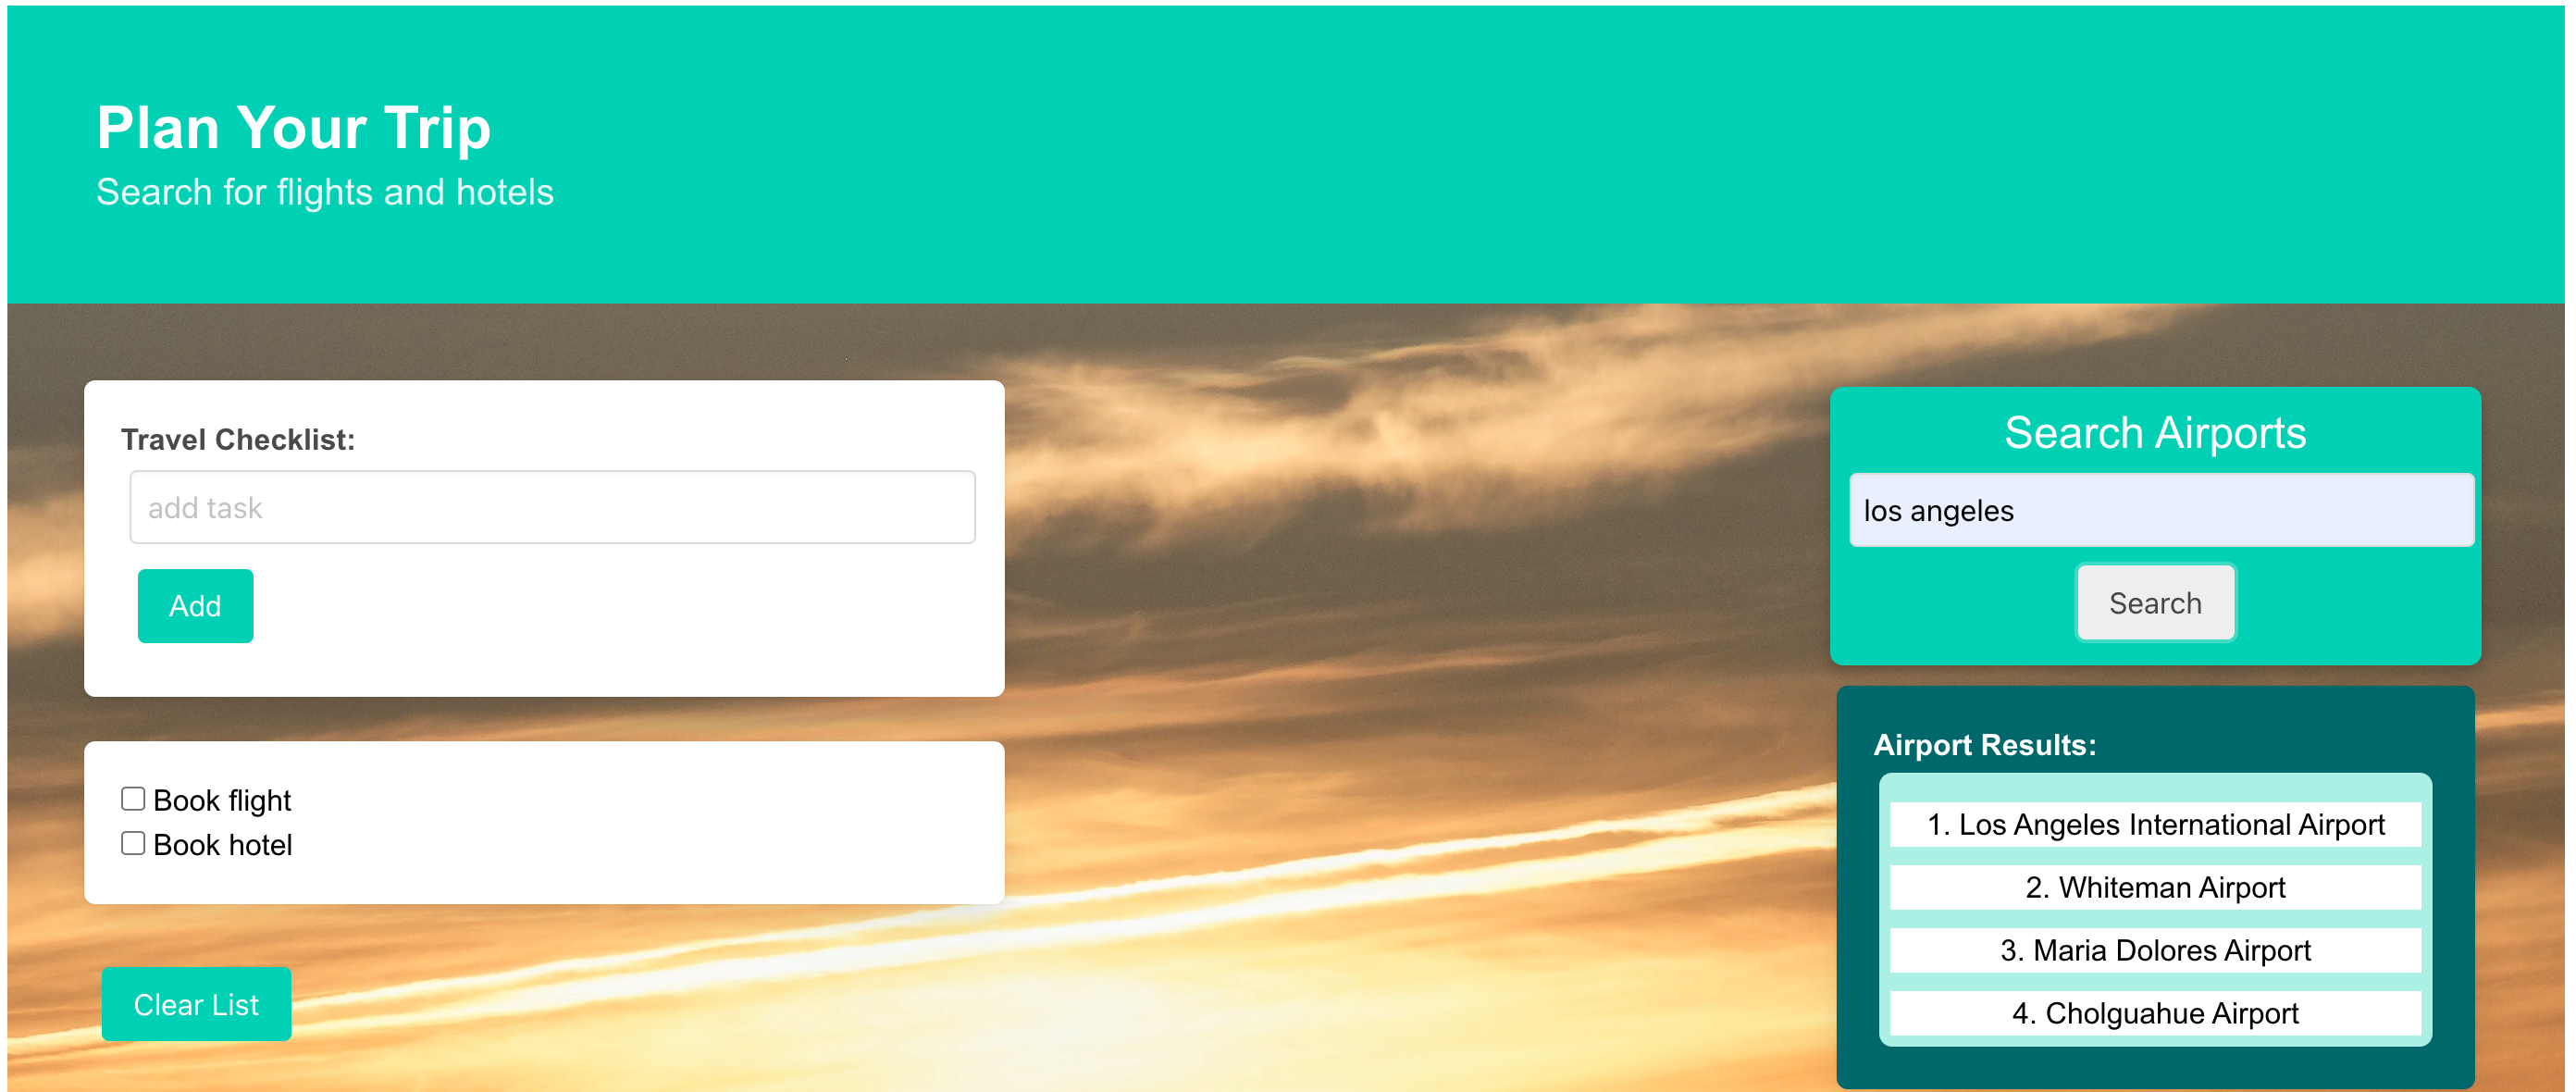 Plan Your Trip
Search for flights and hotels
Travel Checklist:
add task
Add
Book flight
Book hotel
Clear List
Search Airports
los angeles
Search
Airport Results:
1. Los Angeles International Airport
2. Whiteman Airport
3. Maria Dolores Airport
4. Cholguahue Airport